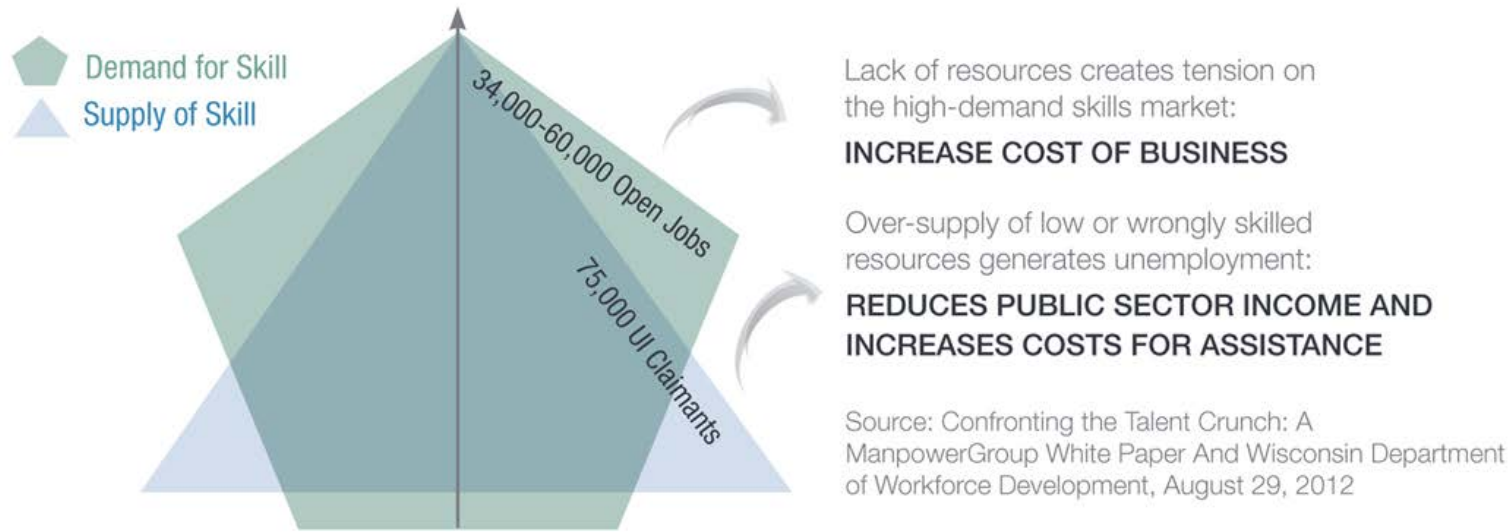 Demand for Skill
Supply of Skill
34,000-60,000 Open Jobs
75,000 UI Claimants
Lack of resources creates tension on
the high-demand skills market:
INCREASE COST OF BUSINESS
Over-supply of low or wrongly skilled
resources generates unemployment:
REDUCES PUBLIC SECTOR INCOME AND
INCREASES COSTS FOR ASSISTANCE
Source: Confronting the Talent Crunch: A
ManpowerGroup White Paper And Wisconsin Department
of Workforce Development, August 29, 2012